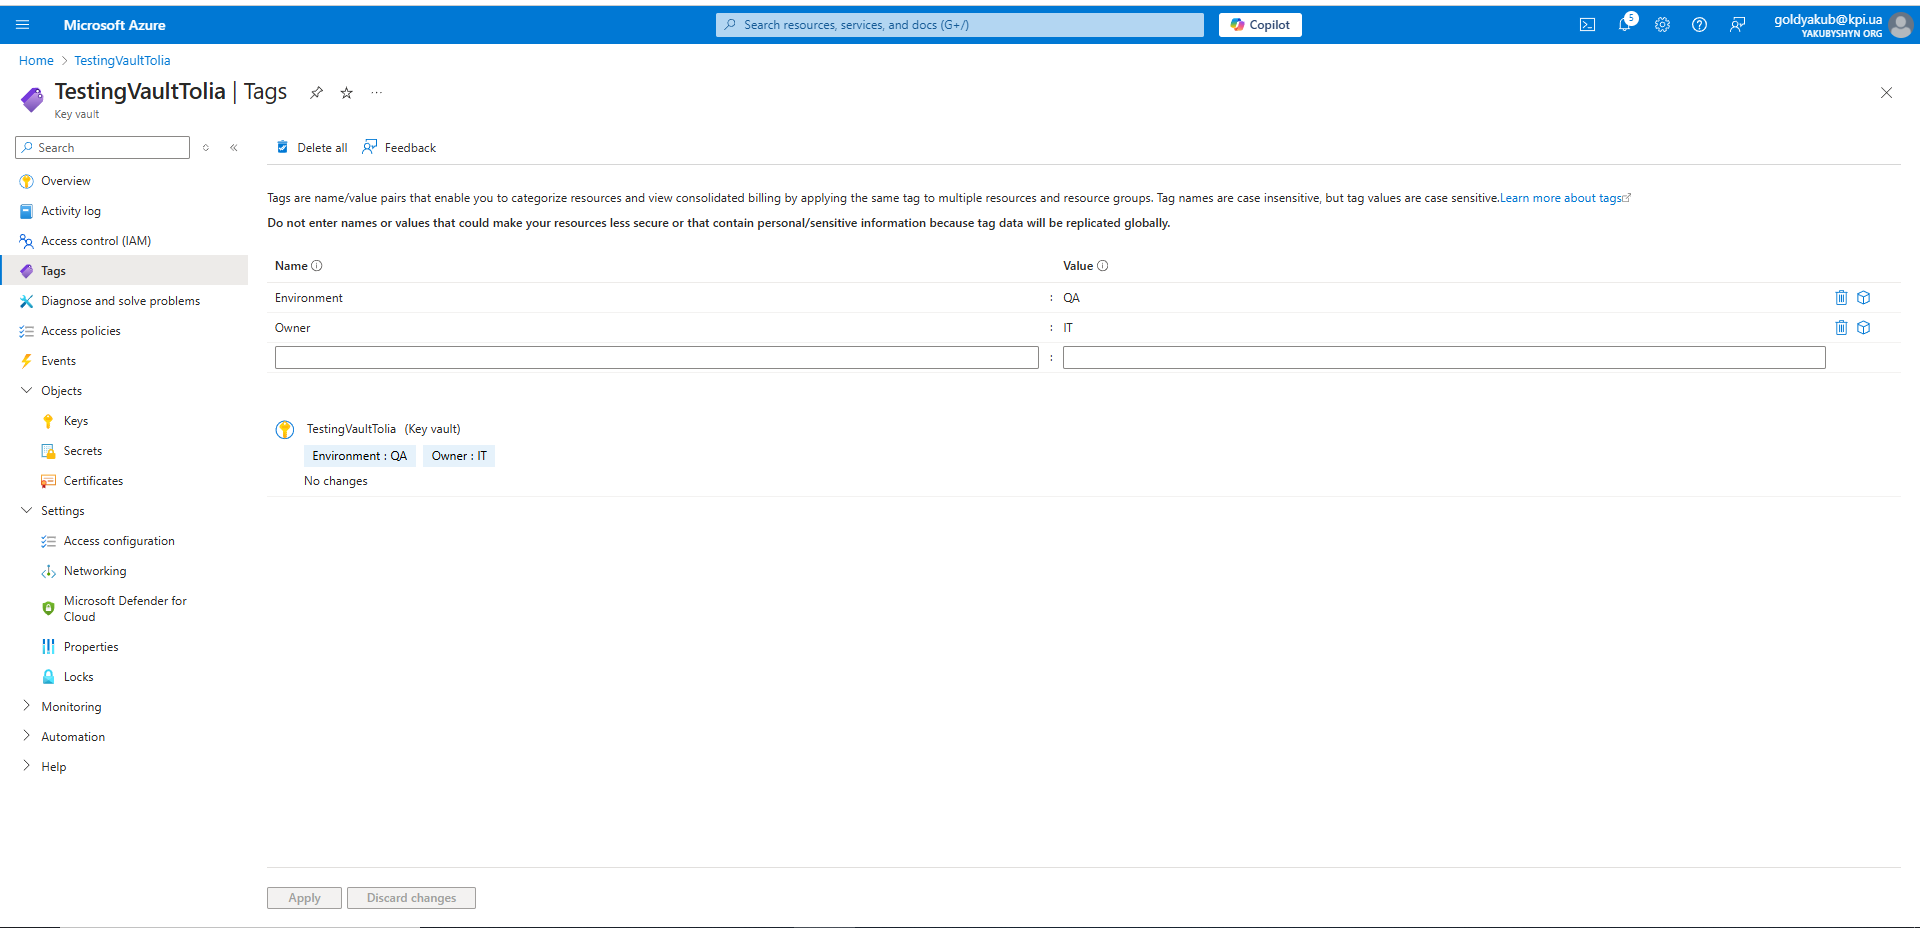 Microsoft Azure
Search resources, services, and docs (G+/)
Copilot
5
goldyakub@kpi.ua
YAKUBYSHYN ORG
Home > TestingVaultTolia
TestingVaultTolia | Tags
Key vault
Search
Delete all
Feedback
Overview
Activity log
Access control (IAM)
Tags
Diagnose and solve problems
Access policies
Events
Objects
Keys
Secrets
Certificates
Settings
Access configuration
Networking
Microsoft Defender for
Cloud
Properties
Locks
Monitoring
Automation
Help
Tags are name/value pairs that enable you to categorize resources and view consolidated billing by applying the same tag to multiple resources and resource groups. Tag names are case insensitive, but tag values are case sensitive.Learn more about tags
Do not enter names or values that could make your resources less secure or that contain personal/sensitive information because tag data will be replicated globally.
Name Value
Environment : QA
Owner : IT
:
TestingVaultTolia (Key vault)
Environment : QA Owner : IT
No changes
Apply Discard changes